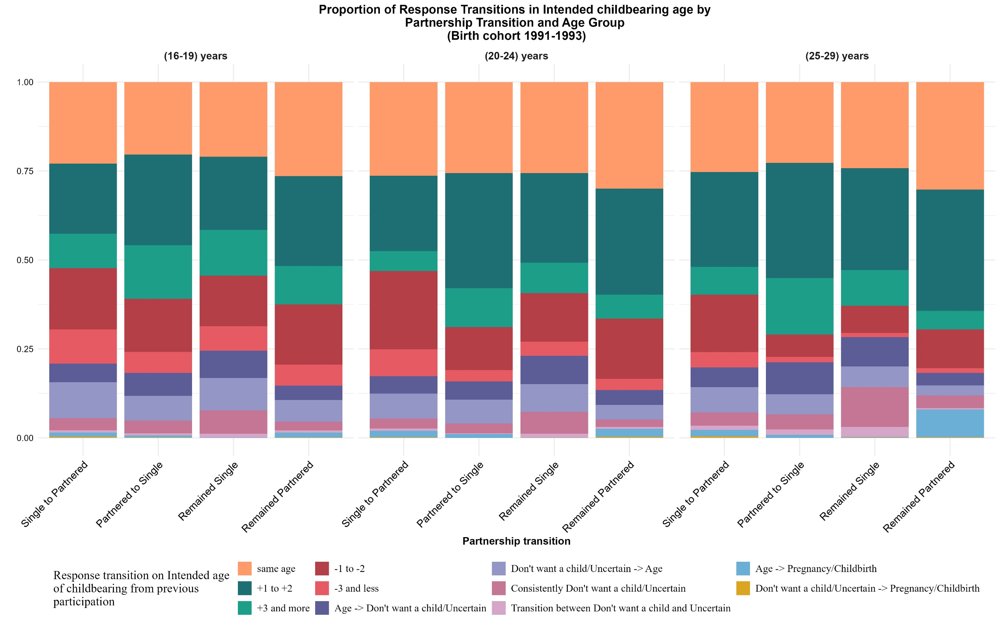 Proportion of Response Transitions in Intended childbearing age by
Partnership Transition and Age Group
(Birth cohort 1991-1993)
(16-19) years
(20-24) years
(25-29) years
1.00
0.75
0.50
0.25
0.00
Single to Partnered
Partnered to Single
Remained Single
Remained Partnered
Single to Partnered
Partnered to Single
Remained Single
Remained Partnered
Single to Partnered
Partnered to Single
Remained Single
Remained Partnered
Partnership transition
Response transition on Intended age
of childbearing from previous
participation
same age
+1 to +2
+3 and more
-1 to -2
-3 and less
Age -> Don't want a child/Uncertain
Don't want a child/Uncertain -> Age
Consistently Don't want a child/Uncertain
Transition between Don't want a child and Uncertain
Age -> Pregnancy/Childbirth
Don't want a child/Uncertain -> Pregnancy/Childbirth